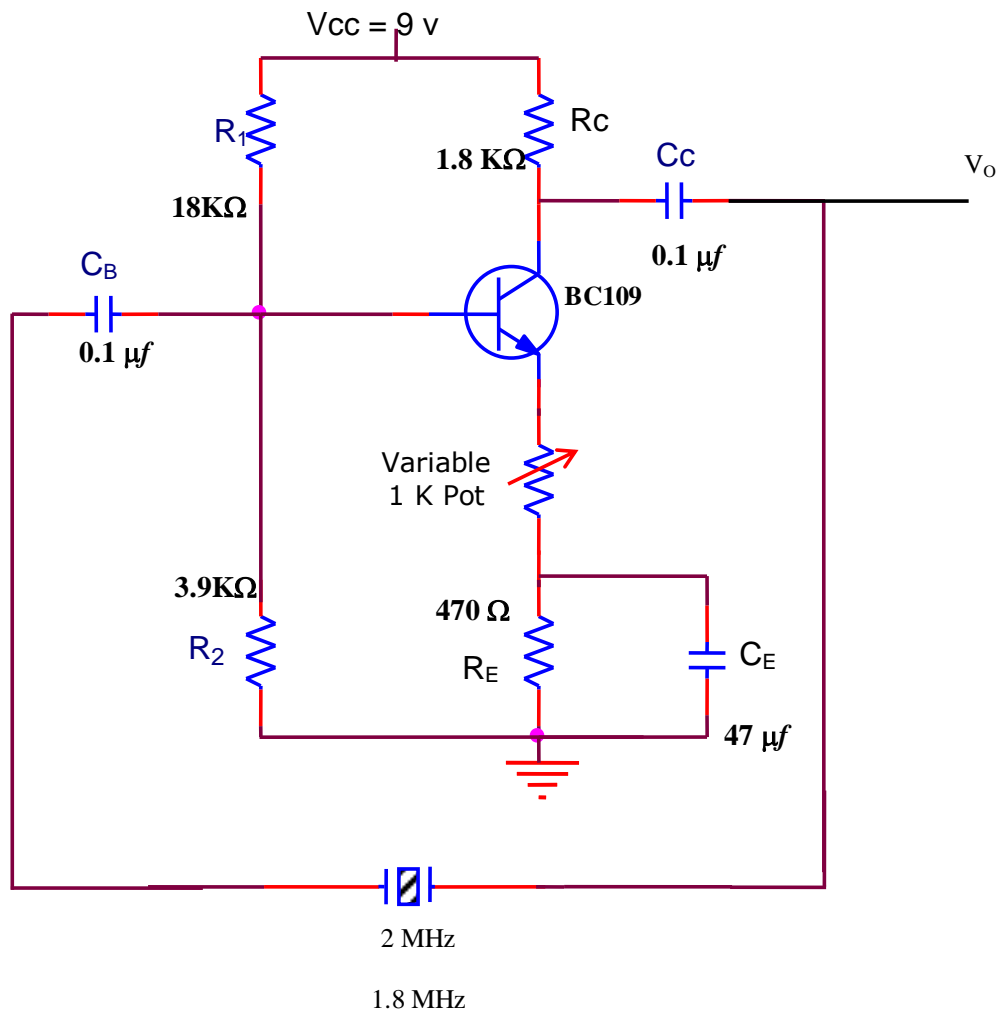 Vcc = 9 v
R1
Rc
1.8 KΩ
Cc
VO
18KΩ
0.1 μf
CB
BC109
0.1 μf
Variable
1 K Pot
3.9KΩ
470 Ω
R2
RE
CE
47 μf
2 MHz
1.8 MHz